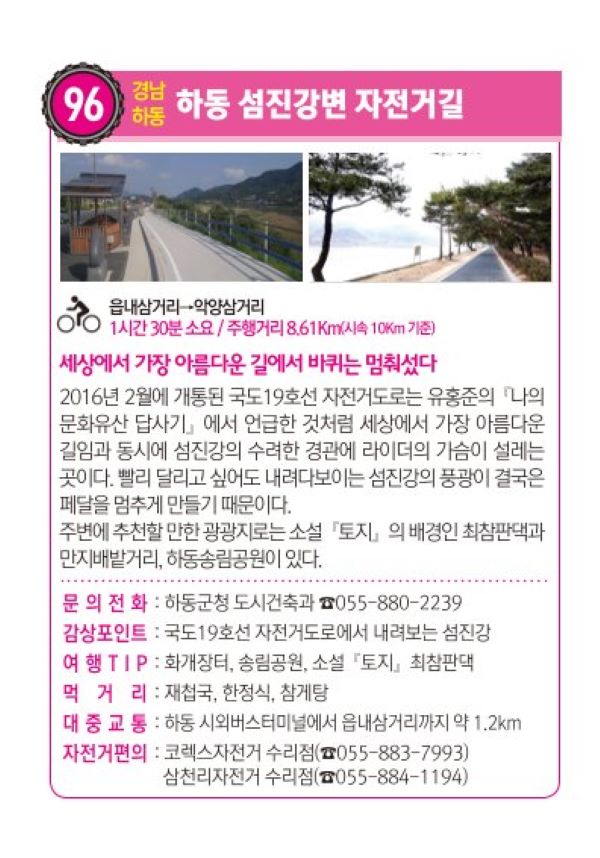 96
경남
하동
하동 섬진강변 자전거길
읍내삼거리→악양삼거리
1시간 30분 소요 / 주행거리 8.61Km(시속 10Km 기준)
세상에서 가장 아름다운 길에서 바퀴는 멈춰섰다
2016년 2월에 개통된 국도19호선 자전거도로는 유홍준의『나의
문화유산 답사기』에서 언급한 것처럼 세상에서 가장 아름다운
길임과 동시에 섬진강의 수려한 경관에 라이더의 가슴이 설레는
곳이다. 빨리 달리고 싶어도 내려다보이는 섬진강의 풍광이 결국은
페달을 멈추게 만들기 때문이다.
주변에 추천할 만한 광광지로는 소설『토지』의 배경인 최참판댁과
만지배밭거리, 하동송림공원이 있다.
문 의 전 화 : 하동군청 도시건축과 ☎055-880-2239
감상포인트 : 국도19호선 자전거도로에서 내려보는 섬진강
여 행 T I P : 화개장터, 송림공원, 소설『토지』최참판댁
먹 거 리 : 재첩국, 한정식, 참게탕
대 중 교 통 : 하동 시외버스터미널에서 읍내삼거리까지 약 1.2km
자전거편의 : 코렉스자전거 수리점(☎055-883-7993)
삼천리자전거 수리점(☎055-884-1194)